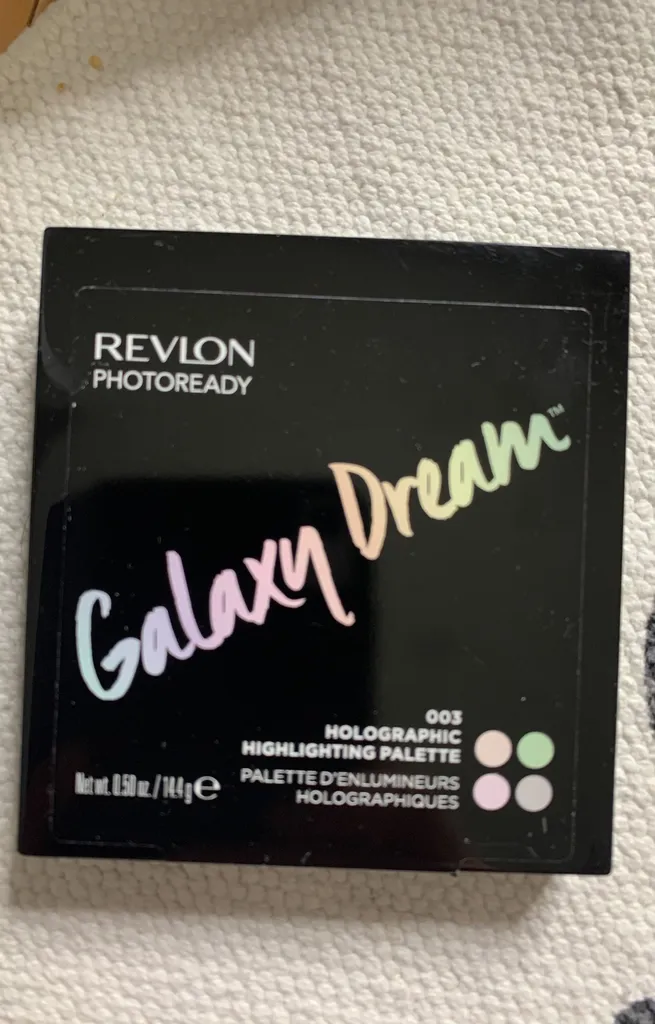 REVLON
PHOTOREADY
Galaxy Dream™
003
HOLOGRAPHIC
HIGHLIGHTING PALETTE
PALETTE D'ENLUMINEURS
HOLOGRAPHIQUES
Net wt. 0.50 oz. / 14.4 g ℮